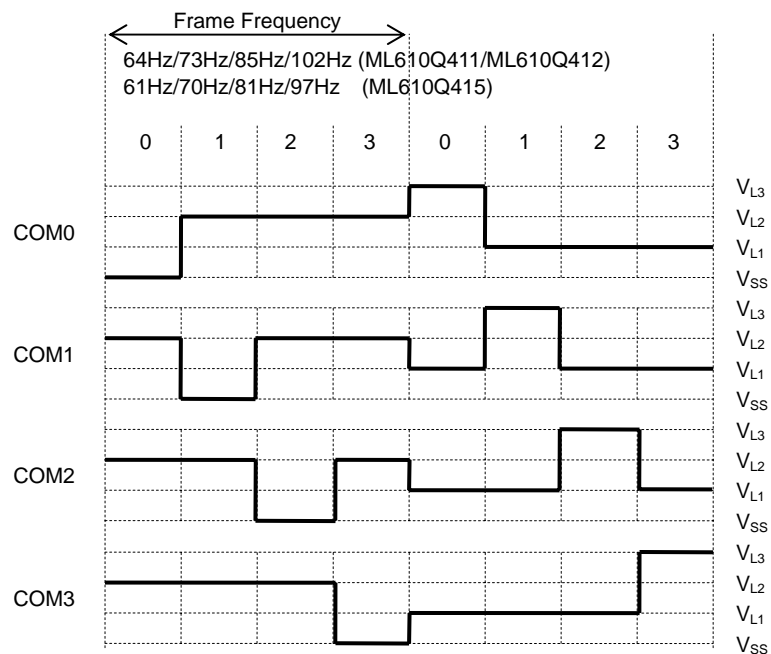 Frame Frequency
64Hz/73Hz/85Hz/102Hz (ML610Q411/ML610Q412)
61Hz/70Hz/81Hz/97Hz (ML610Q415)
0 1 2 3 0 1 2 3
VL3
VL2
COM0
VL1
VSS
VL3
VL2
COM1
VL1
VSS
VL3
VL2
COM2
VL1
VSS
VL3
VL2
COM3
VL1
VSS